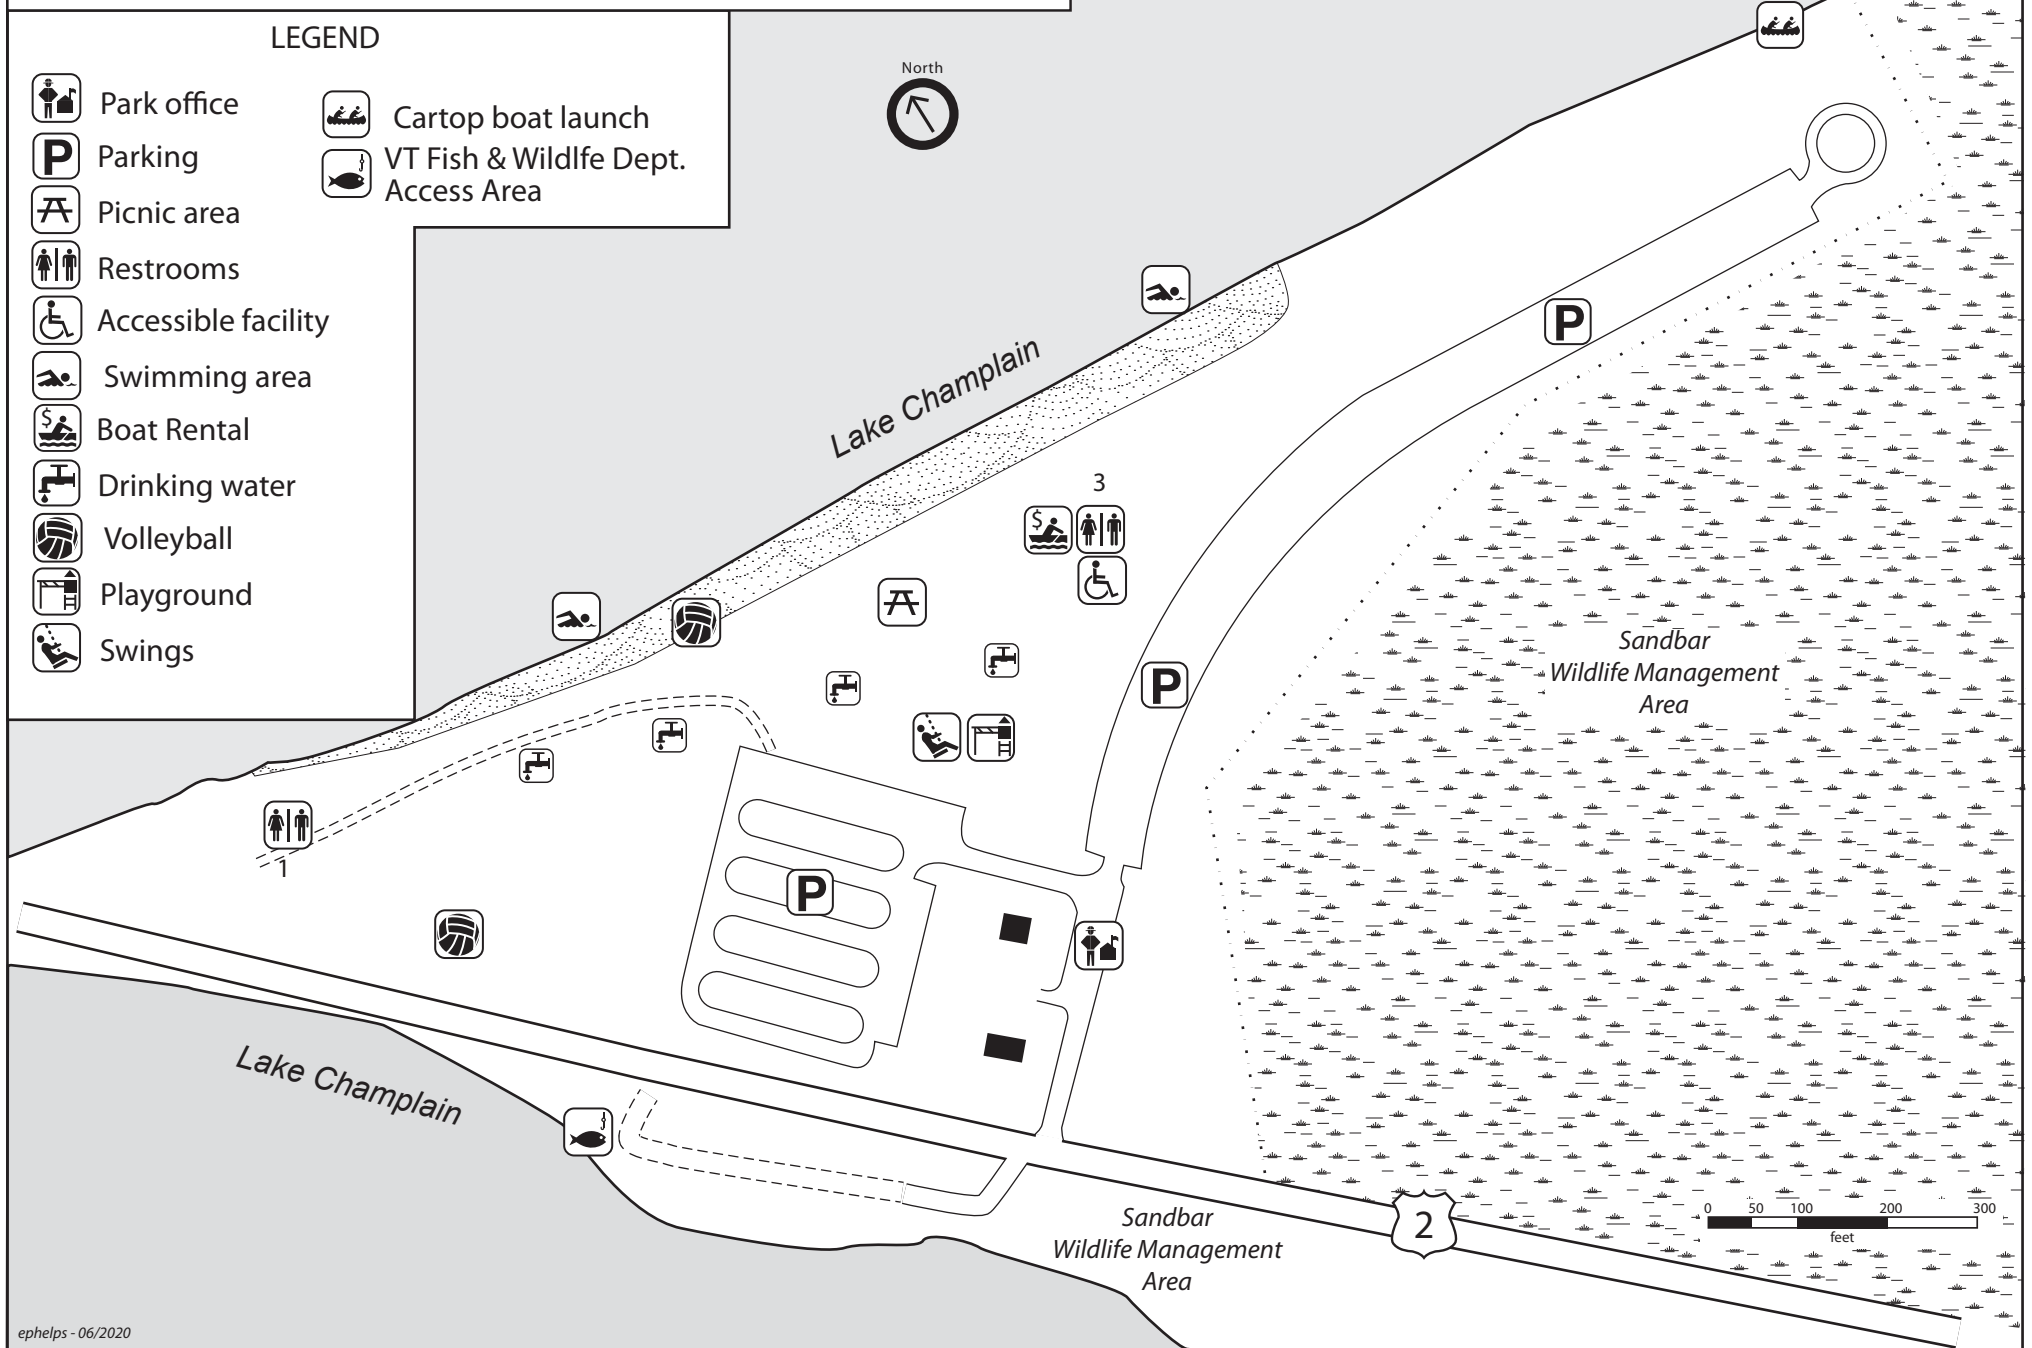 LEGEND
Park office
Parking
Picnic area
Restrooms
Accessible facility
Swimming area
Boat Rental
Drinking water
Volleyball
Playground
Swings
Cartop boat launch
VT Fish & Wildlfe Dept.
Access Area
North
Lake Champlain
3
P
P
P
P
$
$
1
Sandbar
Wildlife Management
Area
Lake Champlain
Sandbar
Wildlife Management
Area
2
0 50 100 200 300
feet
ephelps - 06/2020